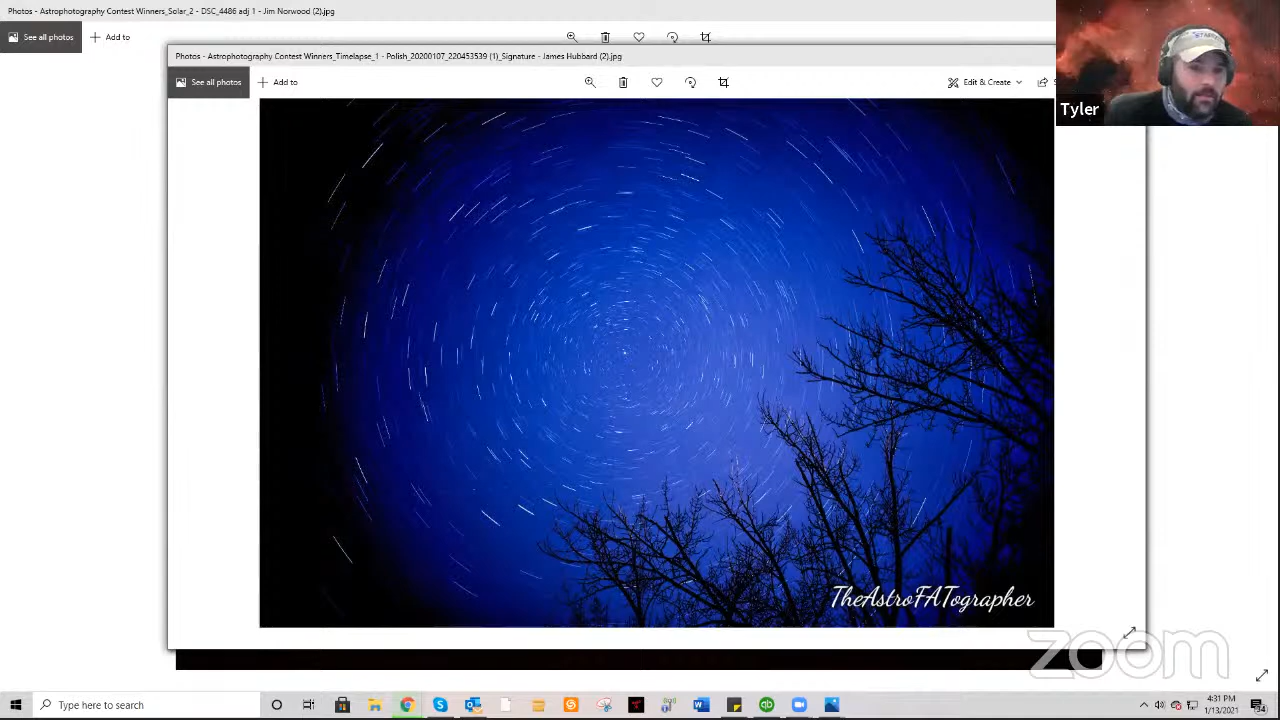 Photos - Astrophotography Contest Winners_Solar_2 - DSC_4486 adj 1 - Jim Norwood (2).jpg
See all photos
Add to
Photos - Astrophotography Contest Winners_Timelapse_1 - Polish_20200107_220453539 (1)_Signature - James Hubbard (2).jpg
See all photos
Add to
Edit & Create
Tyler
TheAstroFATographer
zoom
Type here to search
4:31 PM
1/13/2021